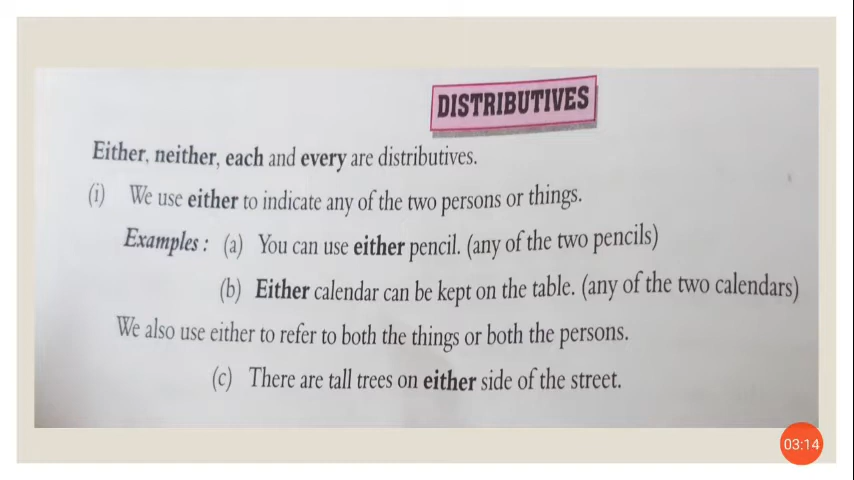 DISTRIBUTIVES
Either, neither, each and every are distributives.
(i) We use either to indicate any of the two persons or things.
Examples : (a) You can use either pencil. (any of the two pencils)
(b) Either calendar can be kept on the table. (any of the two calendars)
We also use either to refer to both the things or both the persons.
(c) There are tall trees on either side of the street.
03:14